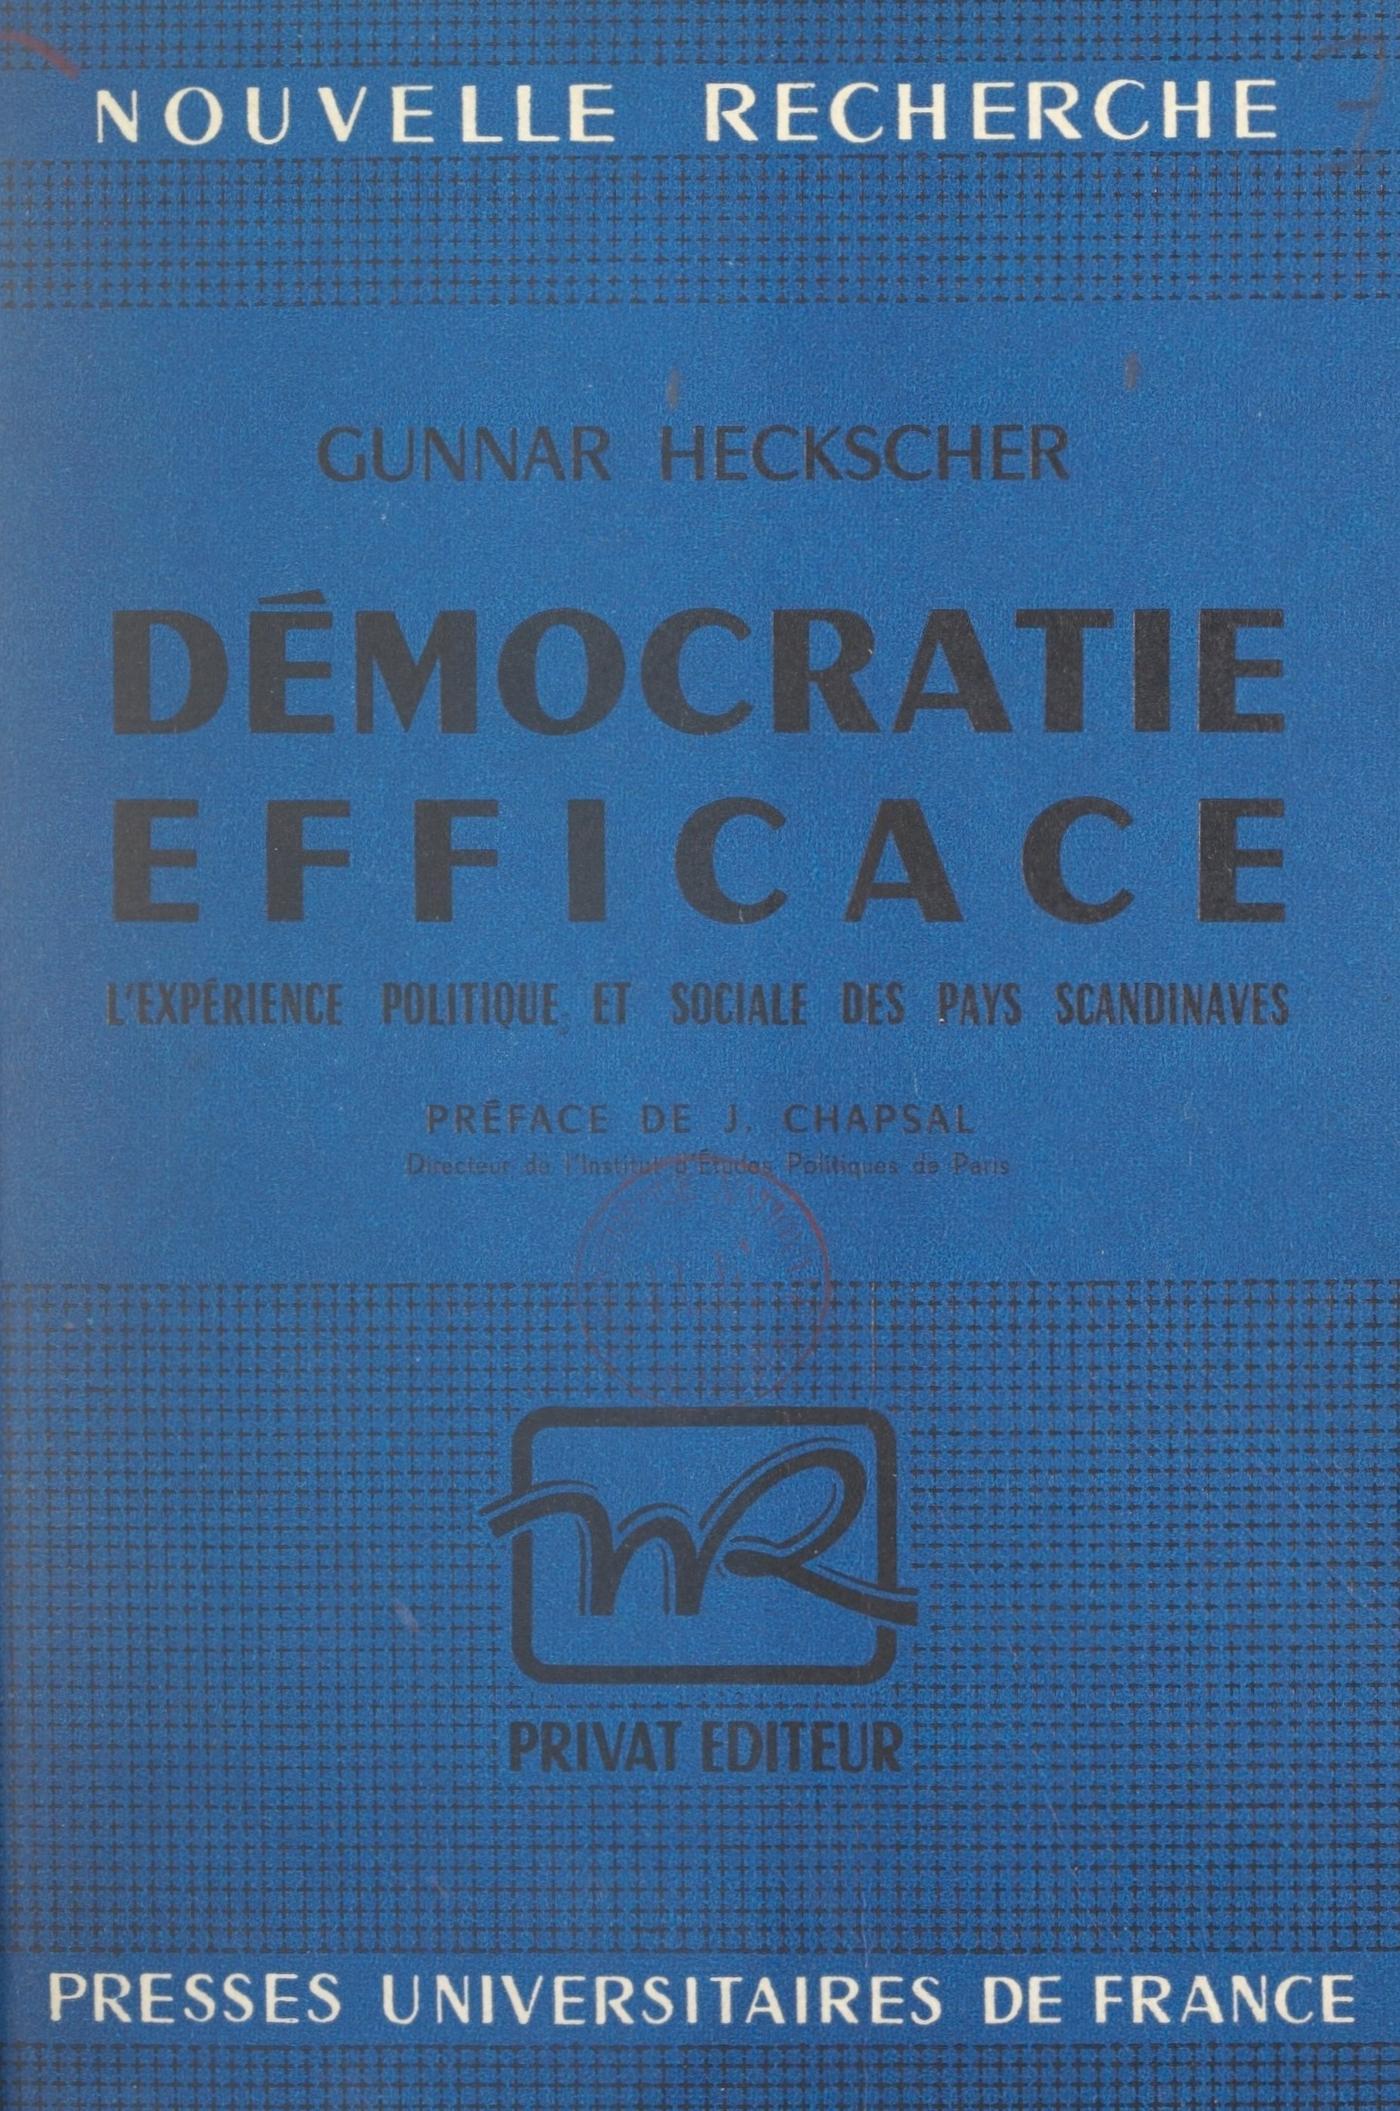 NOUVELLE RECHERCHE
GUNNAR HECKSCHER
DÉMOCRATIE
EFFICACE
L'EXPÉRIENCE POLITIQUE ET SOCIALE DES PAYS SCANDINAVES
PRÉFACE DE J. CHAPSAL
Directeur de l'Institut d'Études Politiques de Paris
nR
PRIVAT EDITEUR
PRESSES UNIVERSITAIRES DE FRANCE